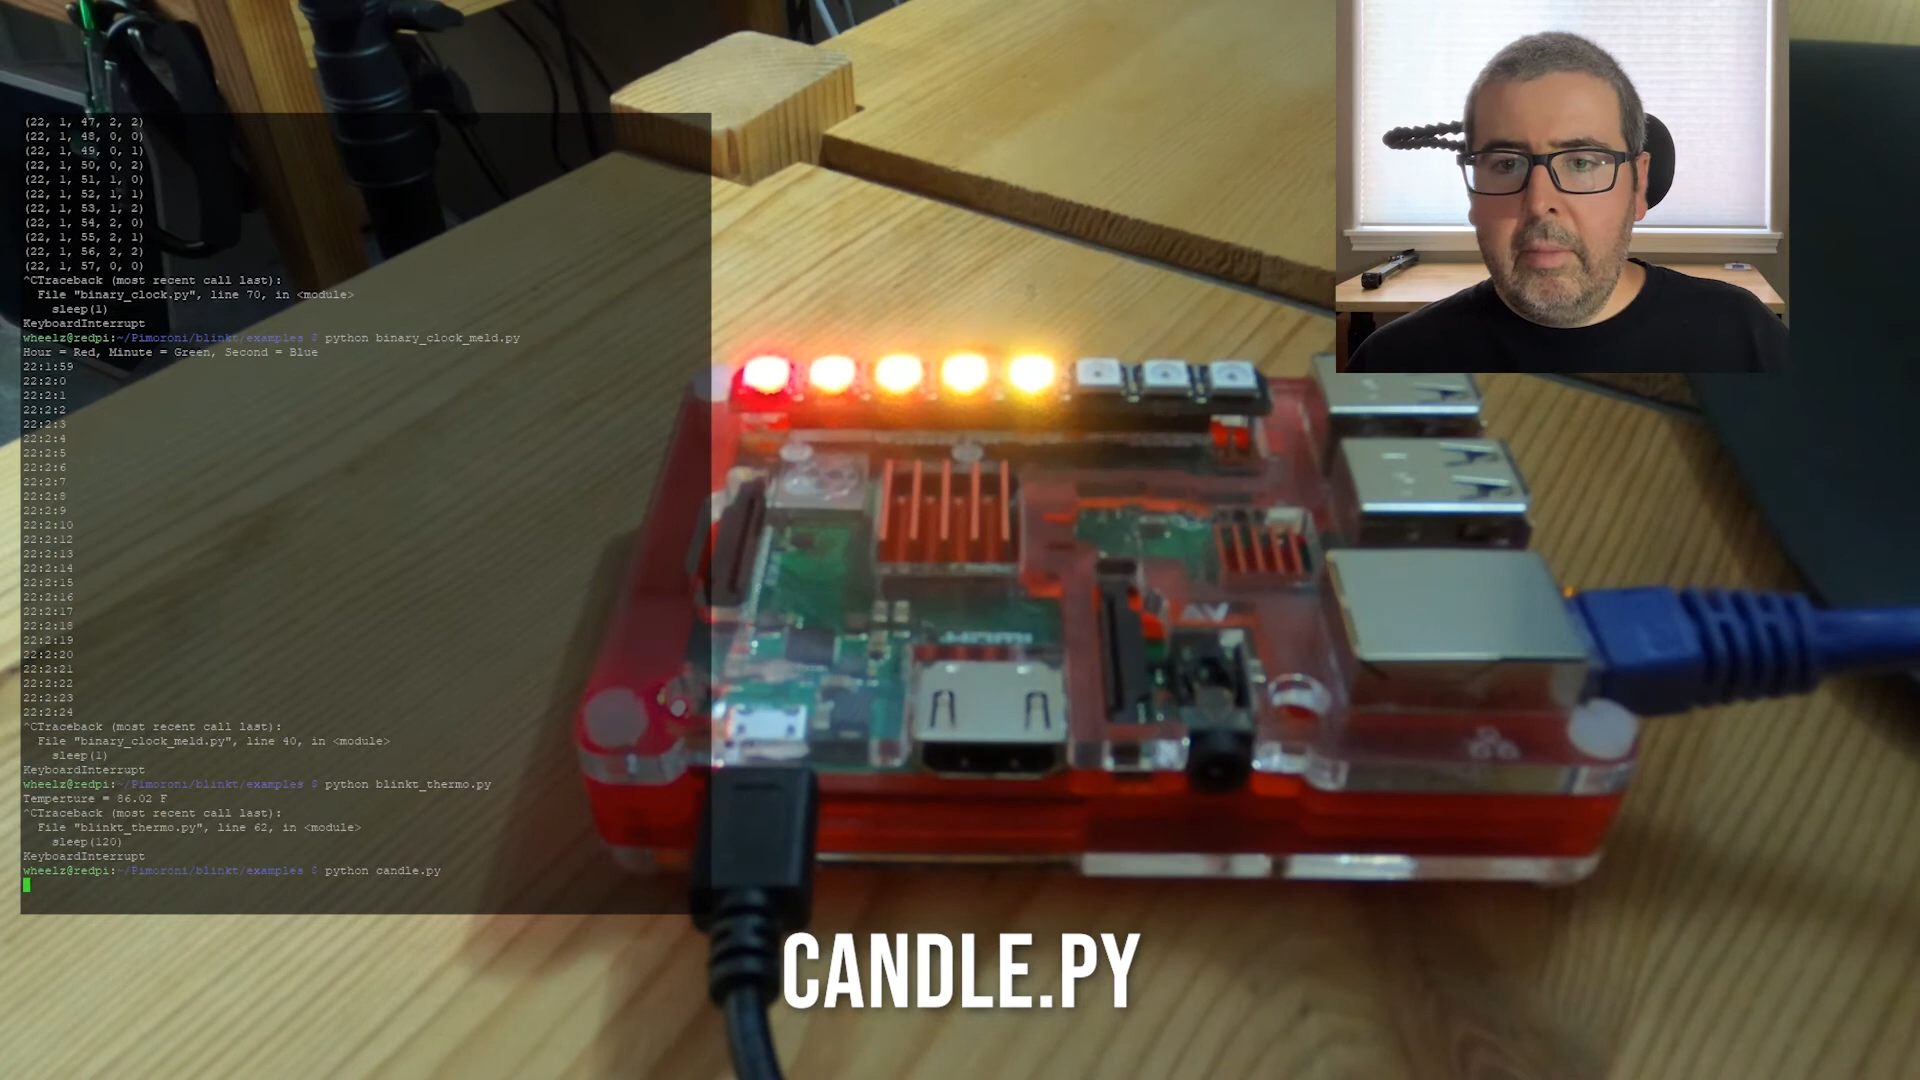 (22, 1, 47, 2, 2)
(22, 1, 48, 0, 0)
(22, 1, 49, 0, 1)
(22, 1, 50, 0, 2)
(22, 1, 51, 1, 0)
(22, 1, 52, 1, 1)
(22, 1, 53, 1, 2)
(22, 1, 54, 2, 0)
(22, 1, 55, 2, 1)
(22, 1, 56, 2, 2)
(22, 1, 57, 0, 0)
^CTraceback (most recent call last):
File "binary_clock.py", line 70, in <module>
sleep(1)
KeyboardInterrupt
wheelz@redpi:~/Pimoroni/blinkt/examples $ python binary_clock_meld.py
Hour = Red, Minute = Green, Second = Blue
22:1:59
22:2:0
22:2:1
22:2:2
22:2:3
22:2:4
22:2:5
22:2:6
22:2:7
22:2:8
22:2:9
22:2:10
22:2:12
22:2:13
22:2:14
22:2:15
22:2:16
22:2:17
22:2:18
22:2:19
22:2:20
22:2:21
22:2:22
22:2:23
22:2:24
^CTraceback (most recent call last):
File "binary_clock_meld.py", line 40, in <module>
sleep(1)
KeyboardInterrupt
wheelz@redpi:~/Pimoroni/blinkt/examples $ python blinkt_thermo.py
Temperture = 86.02 F
^CTraceback (most recent call last):
File "blinkt_thermo.py", line 62, in <module>
sleep(120)
KeyboardInterrupt
wheelz@redpi:~/Pimoroni/blinkt/examples $ python candle.py
AV
HDMI
CANDLE.PY